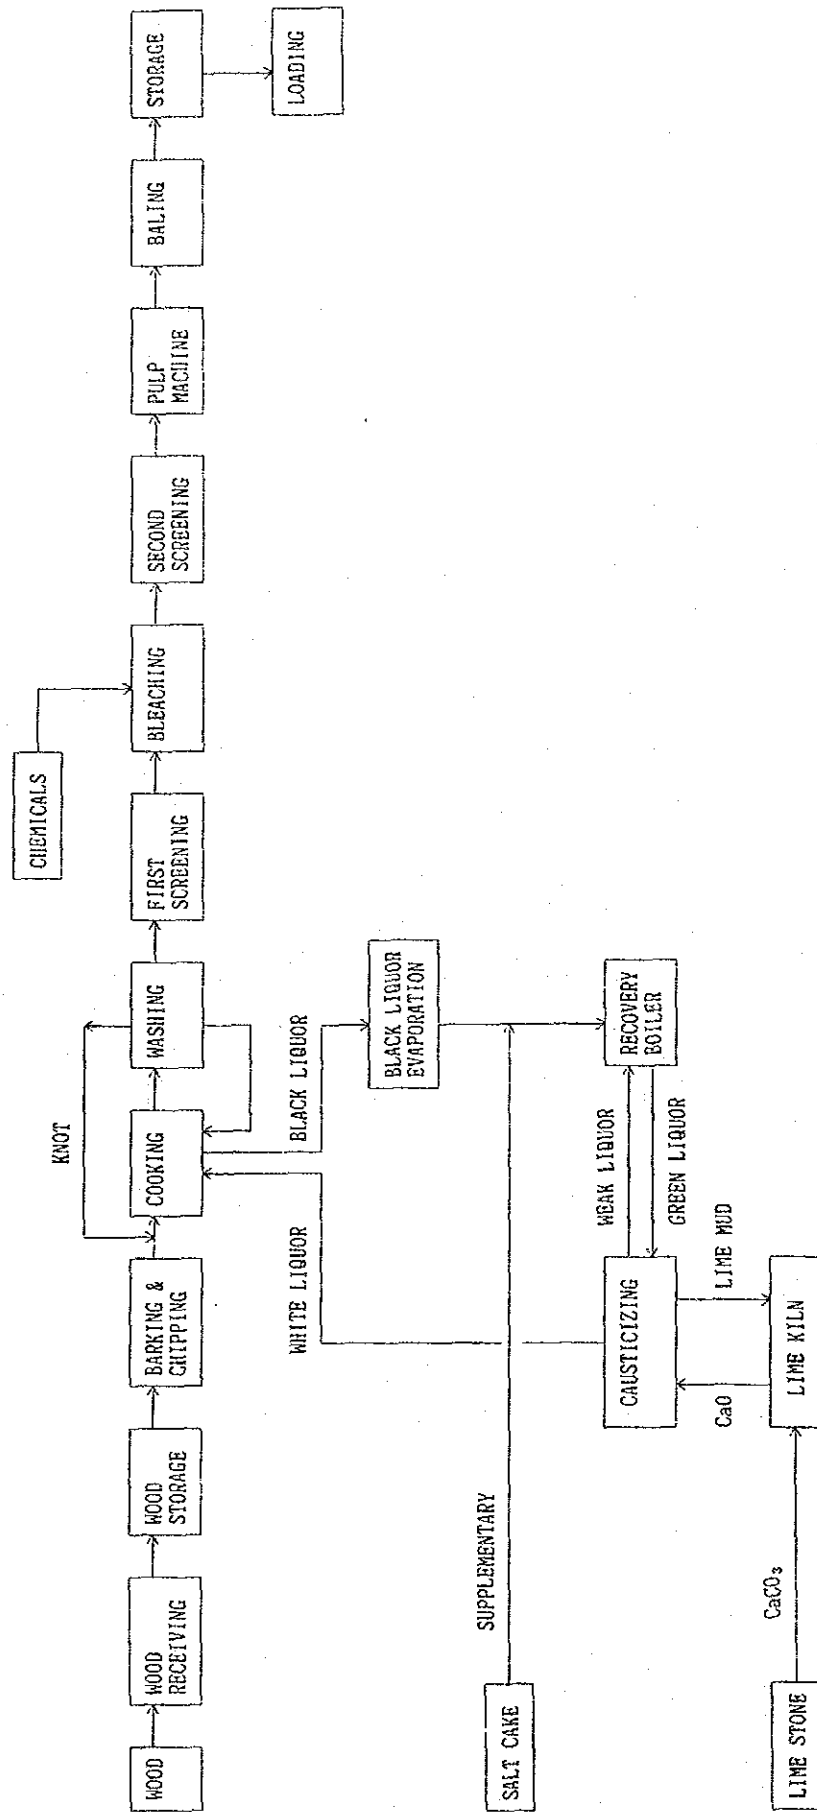 WOOD
WOOD
RECEIVING
WOOD
STORAGE
BARKING &
CHIPPING
COOKING
WASHING
FIRST
SCREENING
BLEACHING
SECOND
SCREENING
PULP
MACHINE
BALING
STORAGE
LOADING
CHEMICALS
KNOT
WHITE LIQUOR
BLACK LIQUOR
BLACK LIQUOR
EVAPORATION
SALT CAKE
SUPPLEMENTARY
RECOVERY
BOILER
WEAK LIQUOR
GREEN LIQUOR
CAUSTICIZING
LIME MUD
CaO
LIME KILN
CaCO₃
LIME STONE